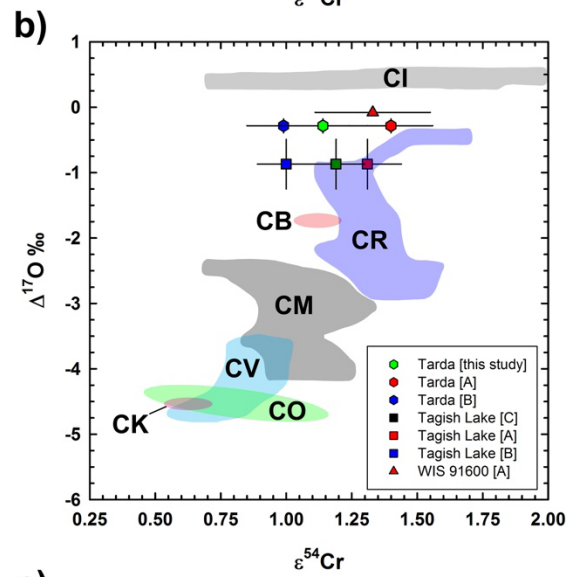 ε⁵⁴Cr
b)
1
0
-1
-2
-3
-4
-5
-6
Δ¹⁷O ‰
CI
CB
CR
CM
CV
CO
CK
Tarda [this study]
Tarda [A]
Tarda [B]
Tagish Lake [C]
Tagish Lake [A]
Tagish Lake [B]
WIS 91600 [A]
0.25 0.50 0.75 1.00 1.25 1.50 1.75 2.00
ε⁵⁴Cr